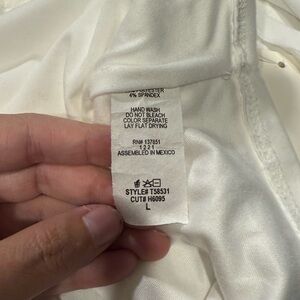 POLYESTER
4% SPANDEX
HAND WASH
DO NOT BLEACH
COLOR SEPARATE
LAY FLAT DRYING
RN# 137851
1221
ASSEMBLED IN MEXICO
STYLE# T58531
CUT# H6095
L